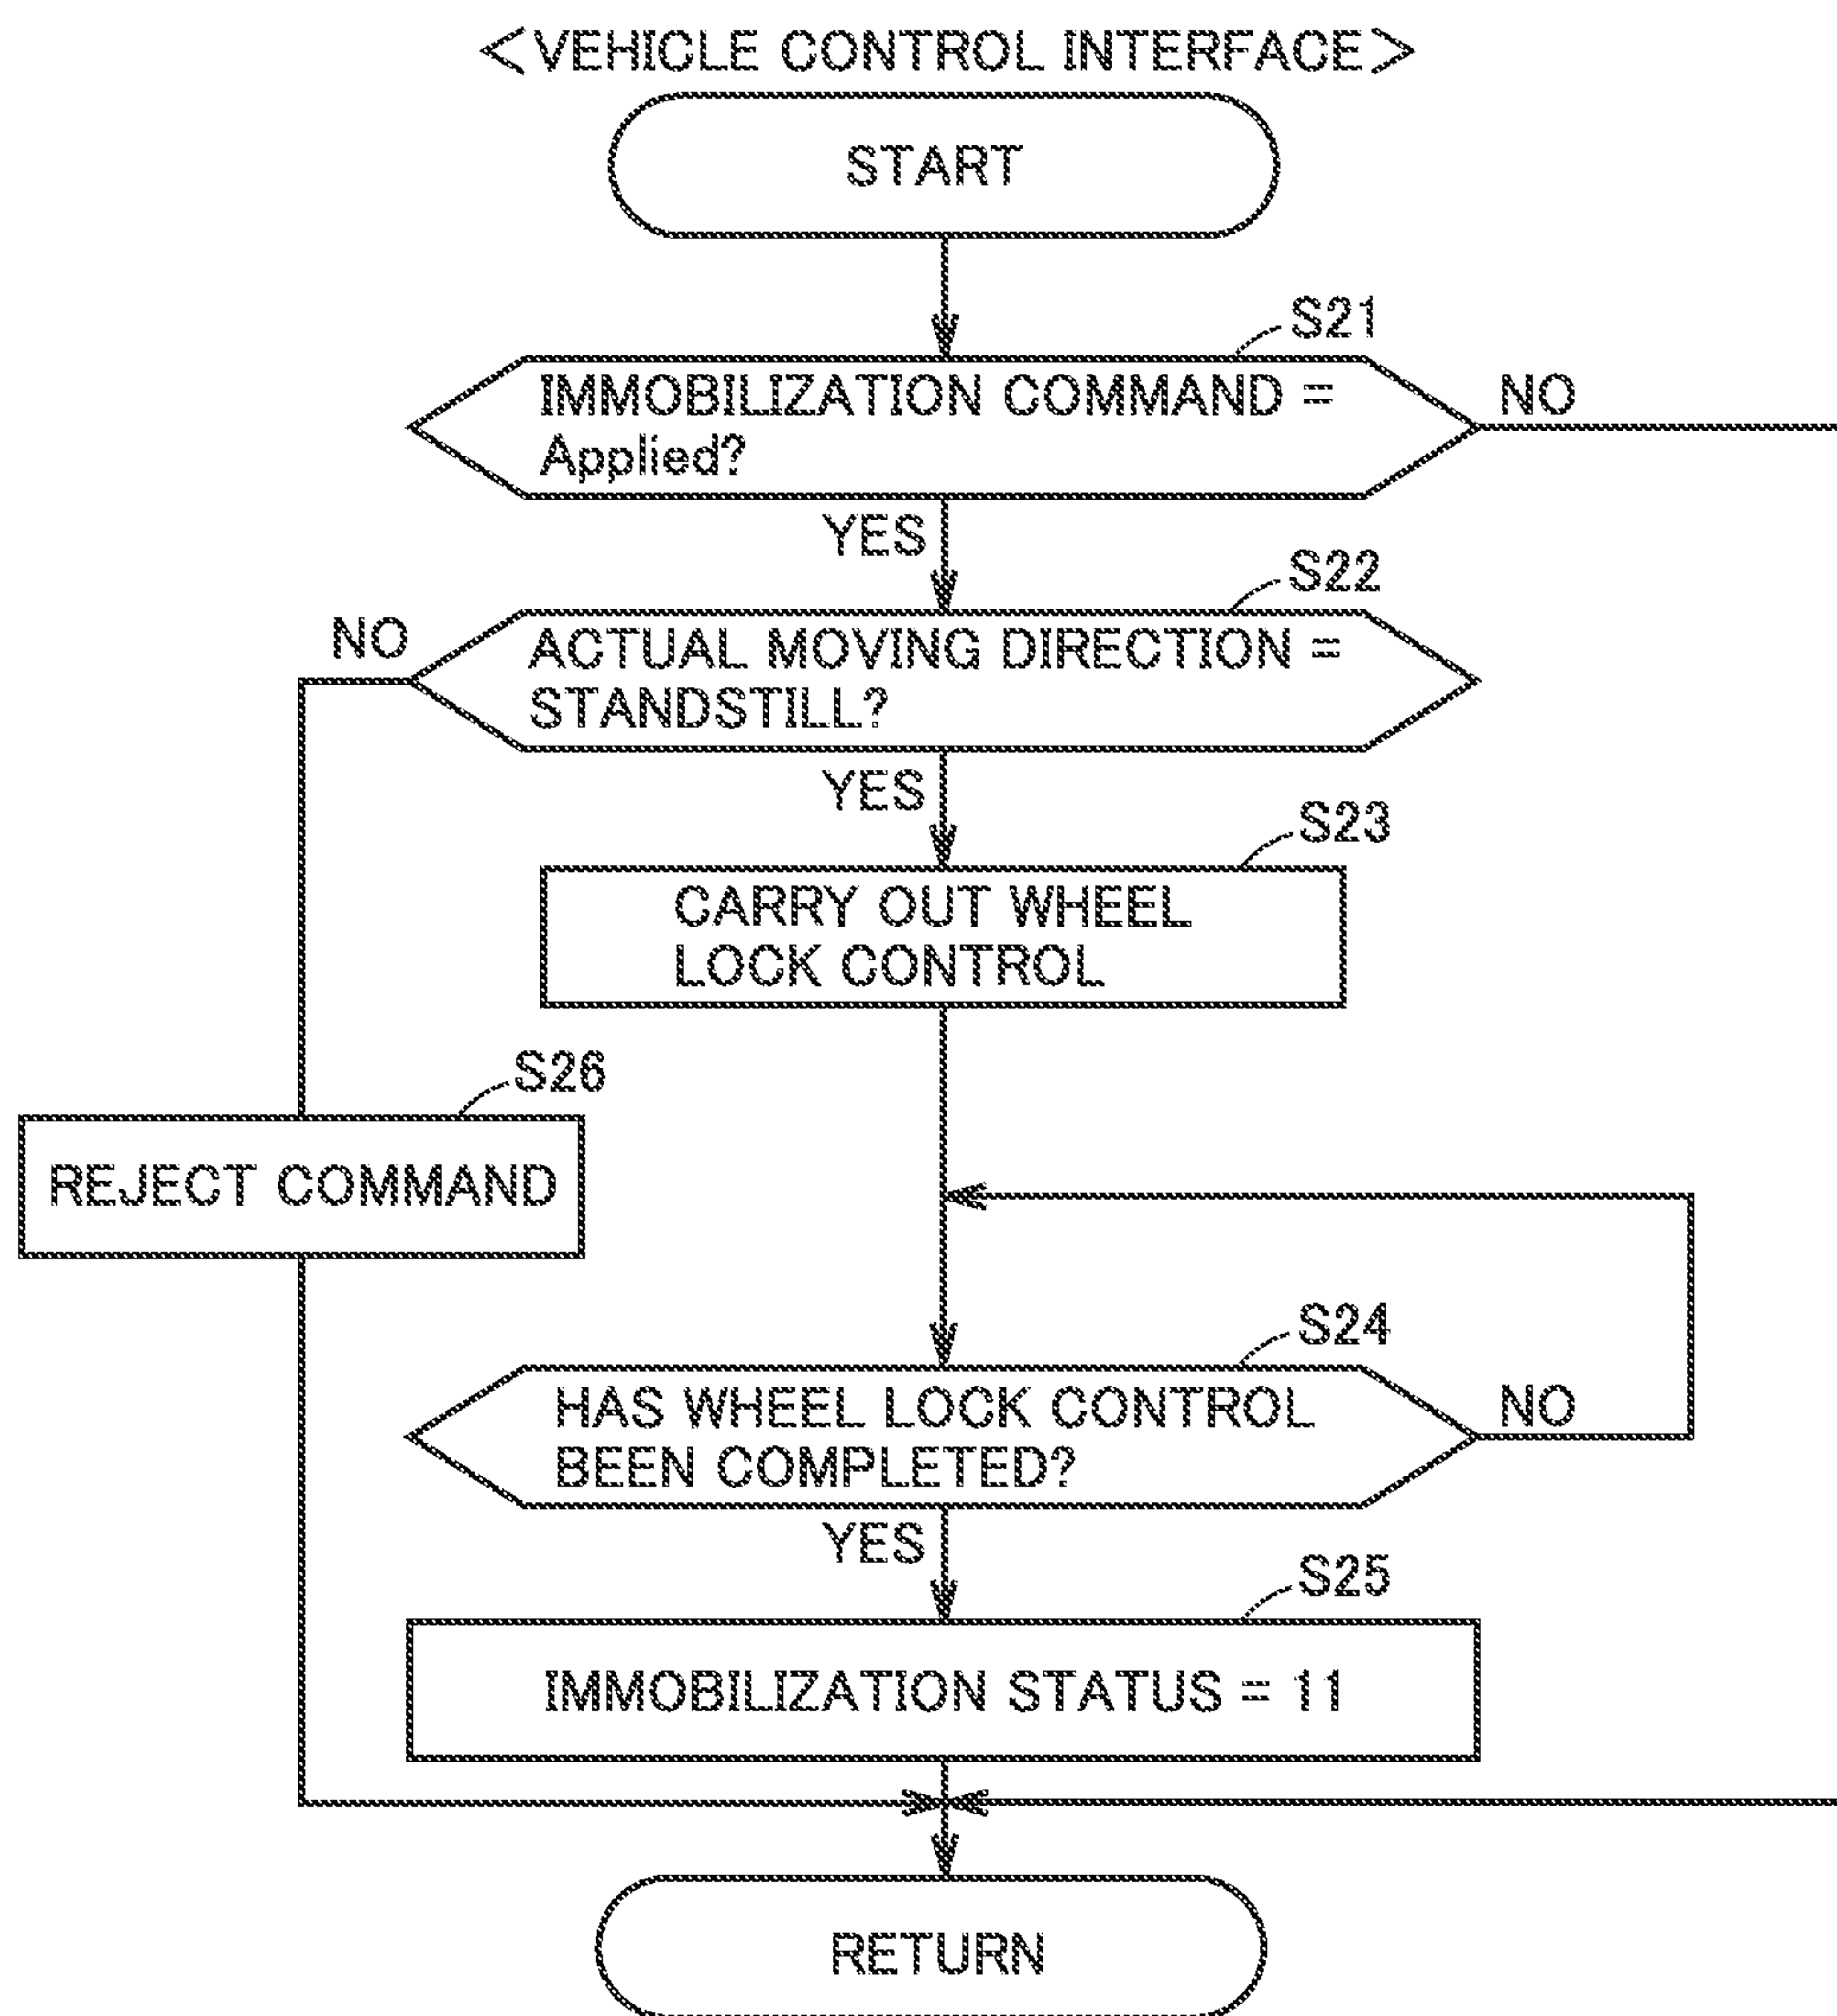 <VEHICLE CONTROL INTERFACE>
START
S21
IMMOBILIZATION COMMAND =
Applied?
NO
YES
S22
NO
ACTUAL MOVING DIRECTION =
STANDSTILL?
YES
S23
CARRY OUT WHEEL
LOCK CONTROL
S26
REJECT COMMAND
S24
HAS WHEEL LOCK CONTROL
BEEN COMPLETED?
NO
YES
S25
IMMOBILIZATION STATUS = 11
RETURN